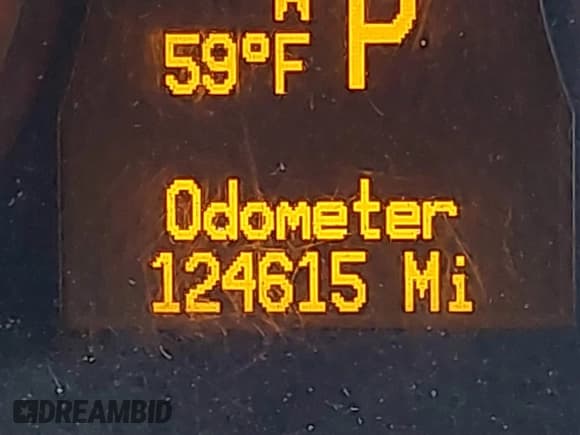 59°F P
Odometer
124615 Mi
DREAMBID